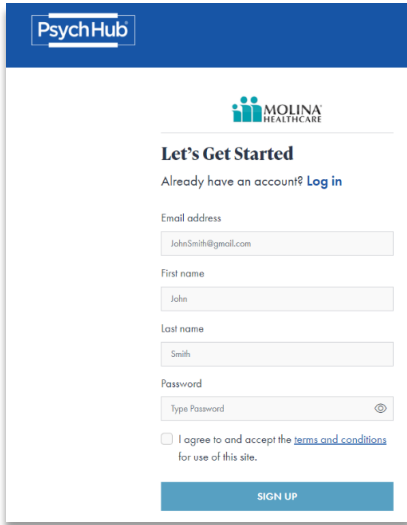 PsychHub
MOLINA
HEALTHCARE
Let's Get Started
Already have an account? Log in
Email address
JohnSmith@gmail.com
First name
John
Last name
Smith
Password
Type Password
I agree to and accept the terms and conditions
for use of this site.
SIGN UP